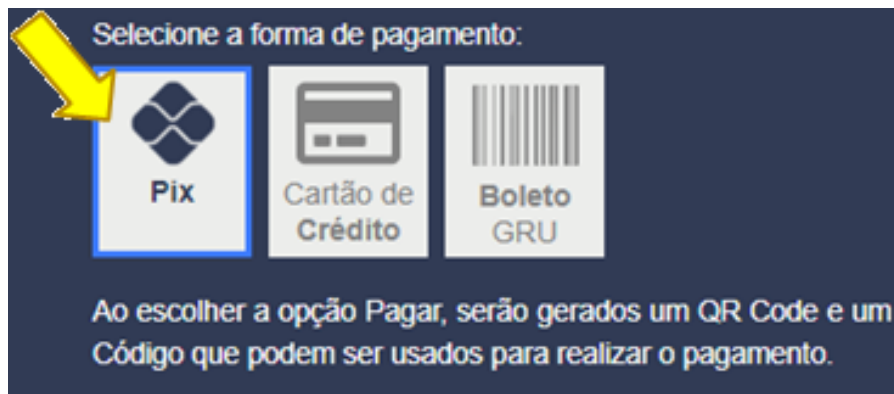 Selecione a forma de pagamento:
Pix
Cartão de
Crédito
Boleto
GRU
Ao escolher a opção Pagar, serão gerados um QR Code e um
Código que podem ser usados para realizar o pagamento.